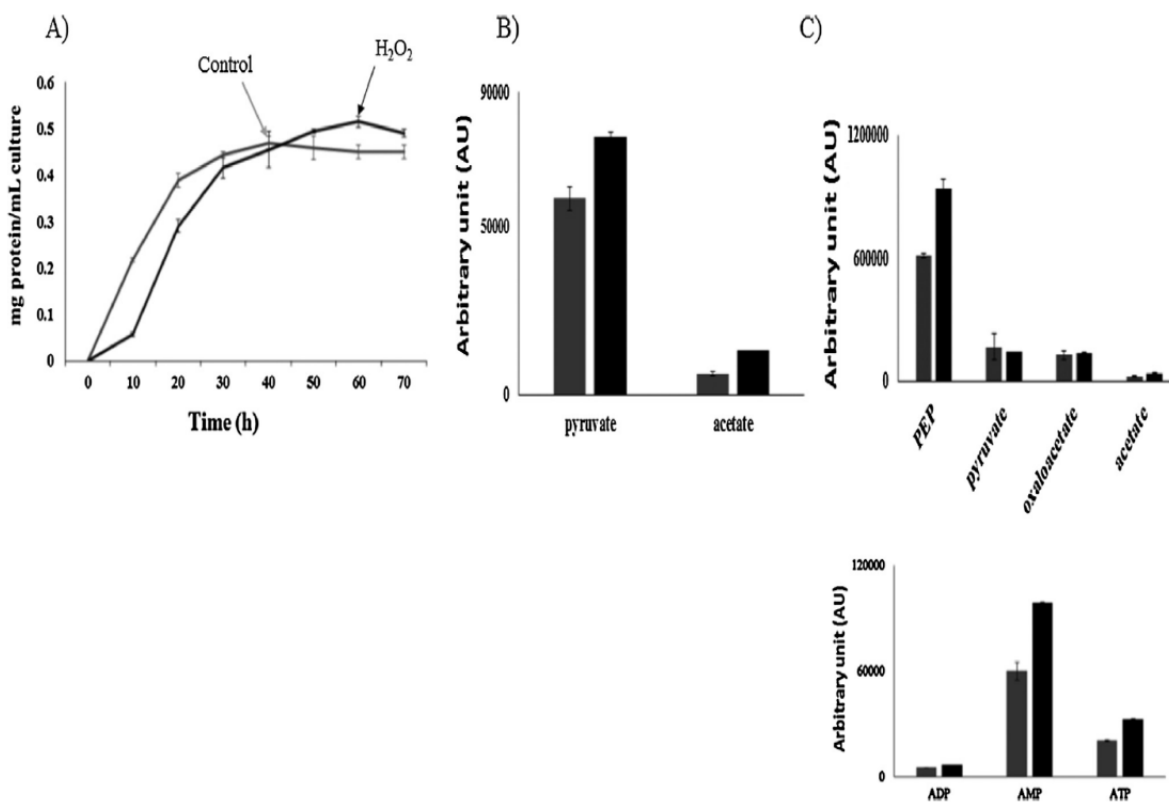 A)
Control
H₂O₂
0.6
0.5
0.4
0.3
0.2
0.1
0
mg protein/mL culture
0 10 20 30 40 50 60 70
Time (h)
B)
90000
50000
0
Arbitrary unit (AU)
pyruvate acetate
C)
1200000
600000
0
Arbitrary unit (AU)
PEP pyruvate oxaloacetate acetate
120000
60000
0
Arbitrary unit (AU)
ADP AMP ATP